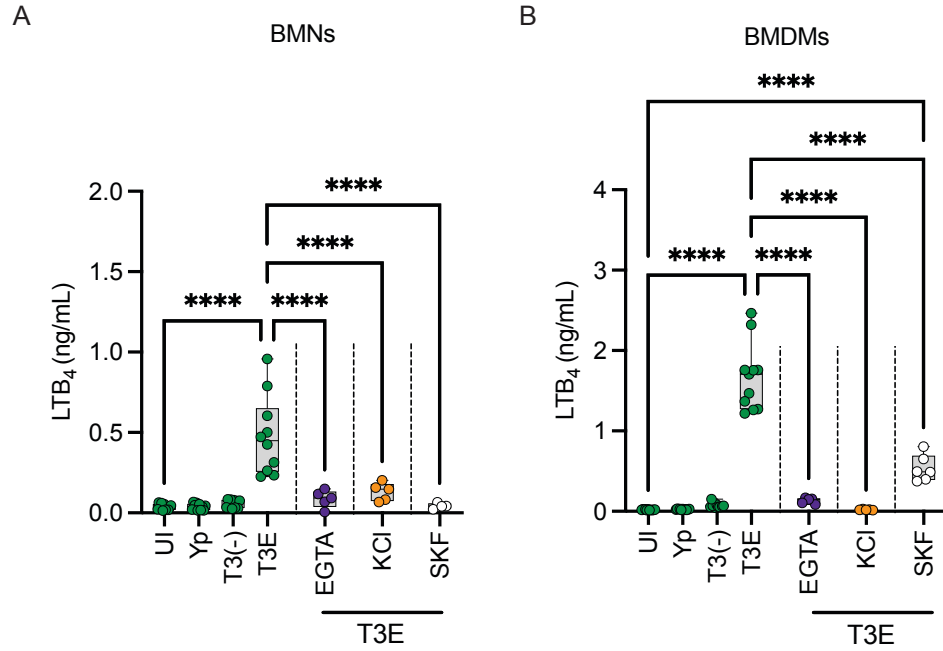 A
BMNs
****
****
**** ****
2.0
1.5
1.0
0.5
0.0
LTB4 (ng/mL)
UI
Yp
T3(-)
T3E
EGTA
KCl
SKF
T3E
B
BMDMs
****
****
****
**** ****
4
3
2
1
0
LTB4 (ng/mL)
UI
Yp
T3(-)
T3E
EGTA
KCl
SKF
T3E